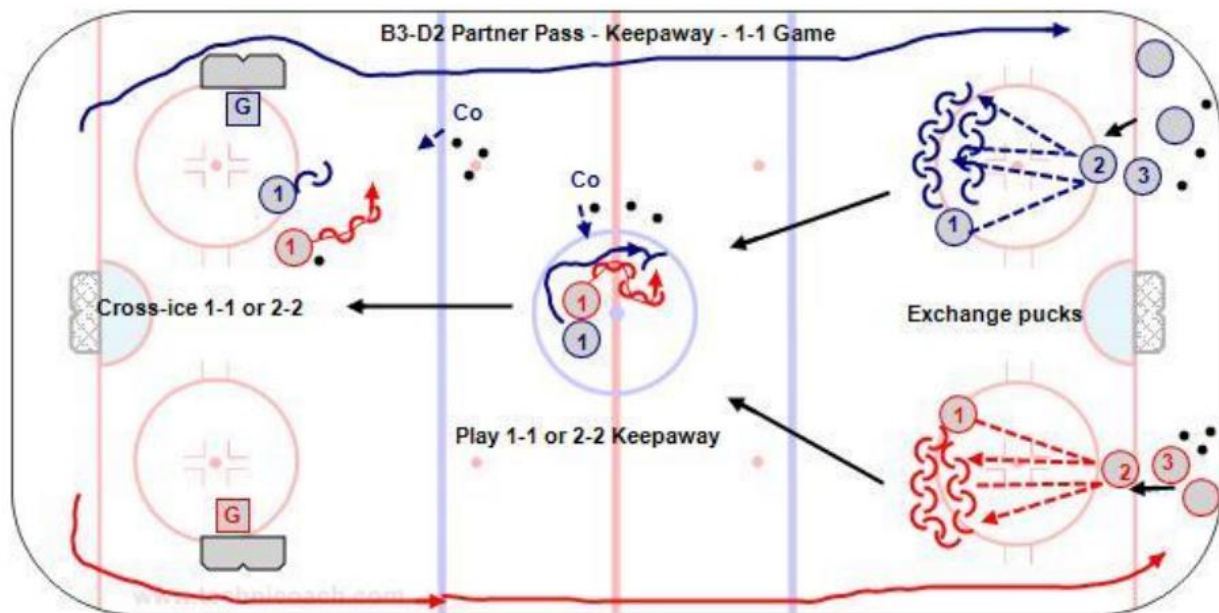 B3-D2 Partner Pass - Keepaway - 1-1 Game
G
Co
2
3
1
Co
1
1
1
Cross-ice 1-1 or 2-2
1
Exchange pucks
1
Play 1-1 or 2-2 Keepaway
2
3
G